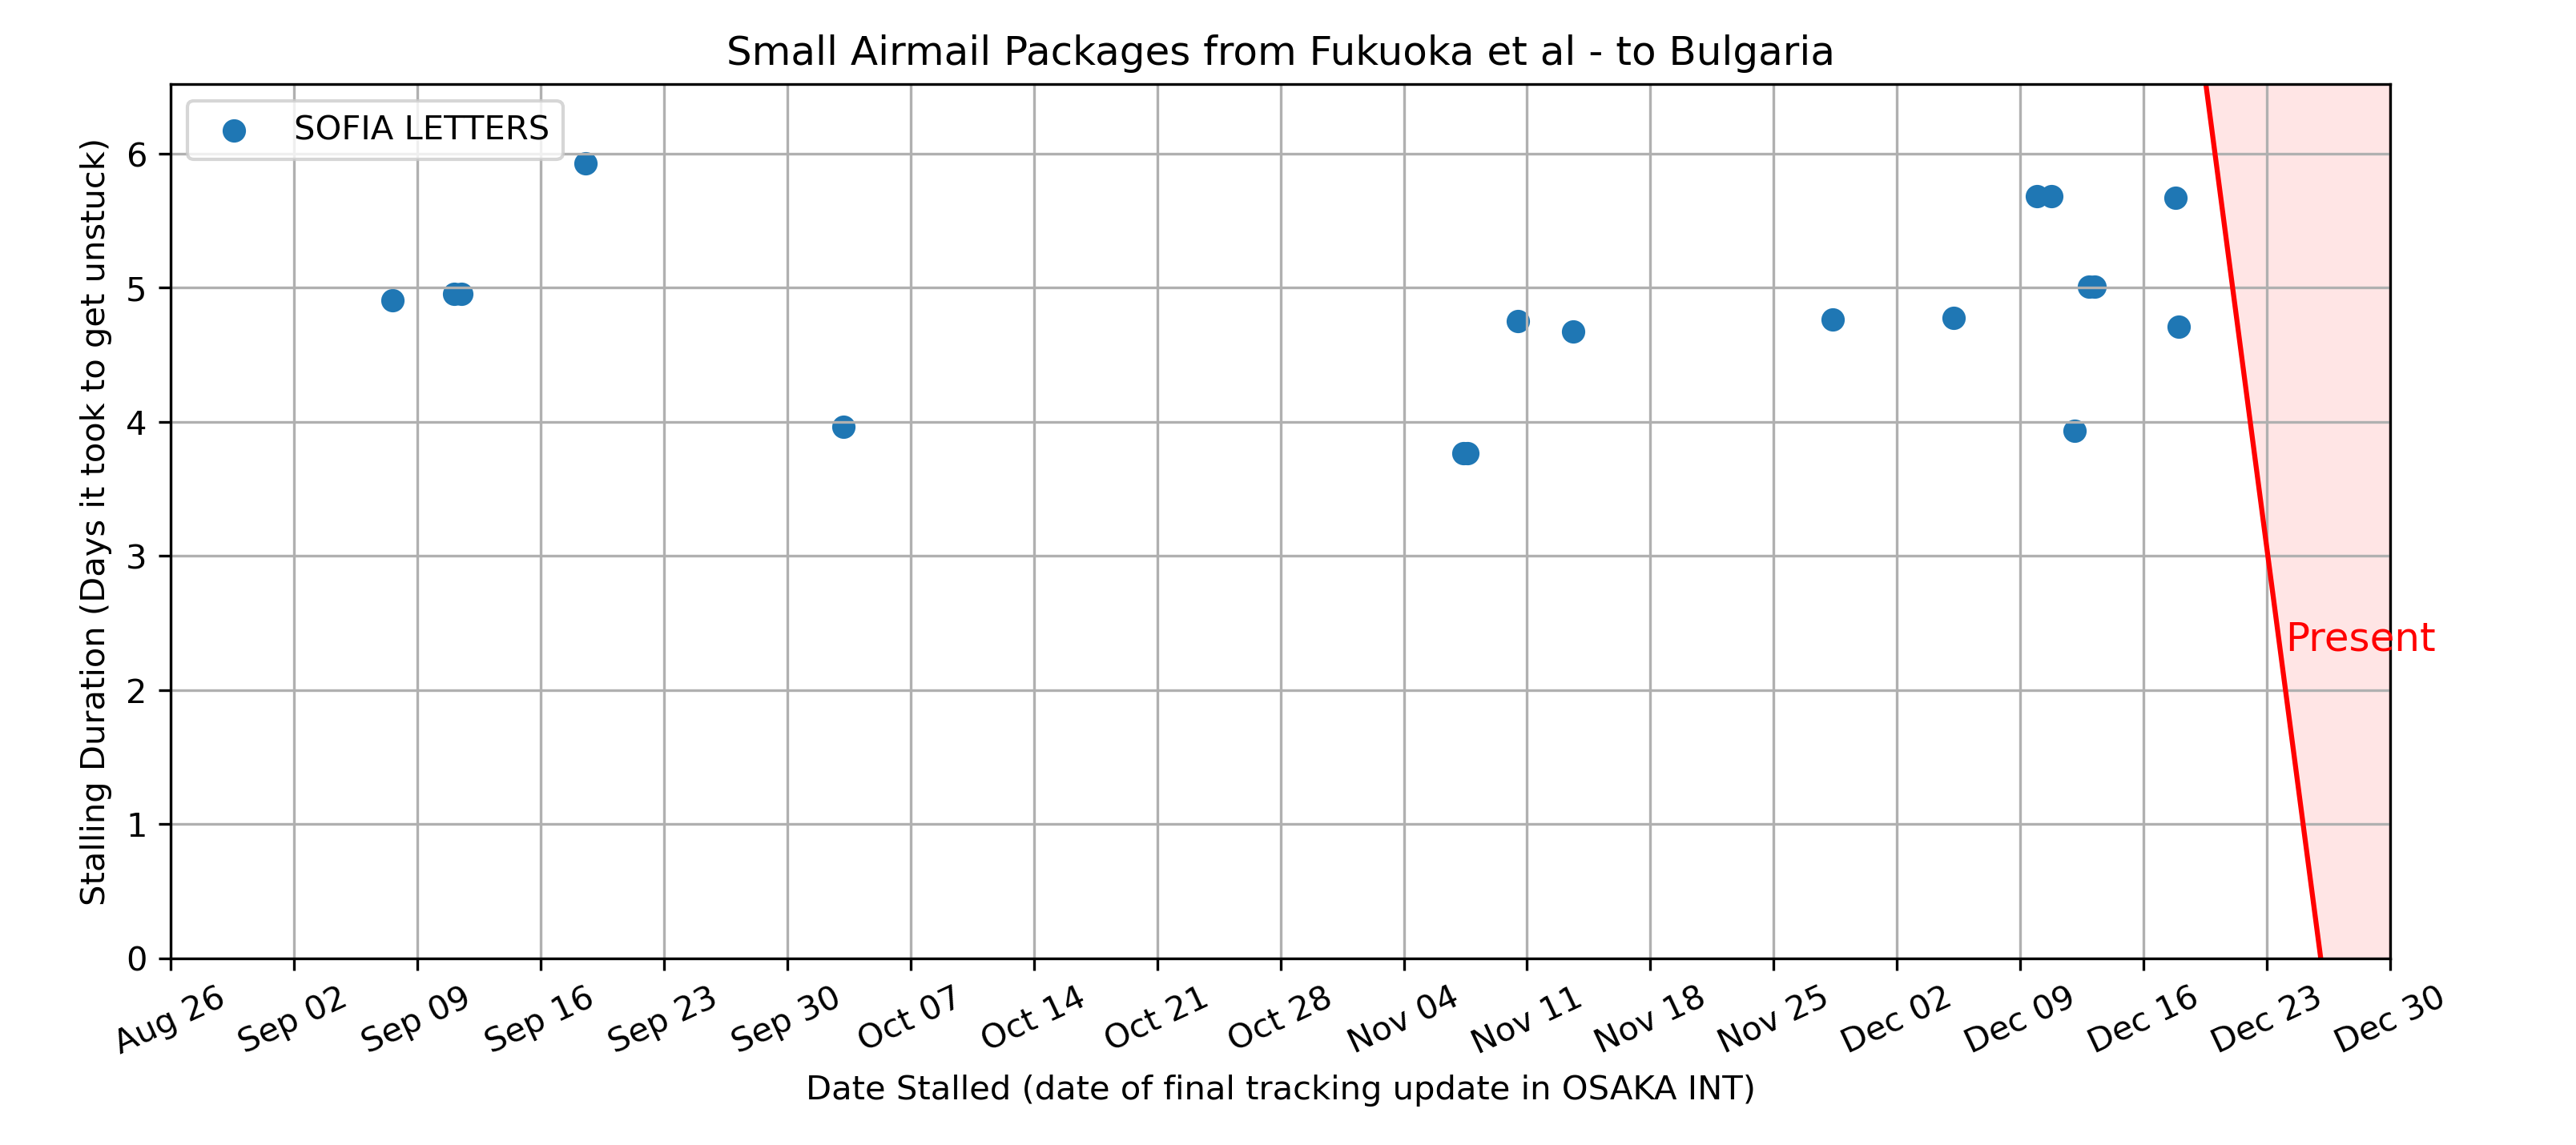 Small Airmail Packages from Fukuoka et al - to Bulgaria
SOFIA LETTERS
Stalling Duration (Days it took to get unstuck)
6
5
4
3
2
1
0
Present
Aug 26
Sep 02
Sep 09
Sep 16
Sep 23
Sep 30
Oct 07
Oct 14
Oct 21
Oct 28
Nov 04
Nov 11
Nov 18
Nov 25
Dec 02
Dec 09
Dec 16
Dec 23
Dec 30
Date Stalled (date of final tracking update in OSAKA INT)